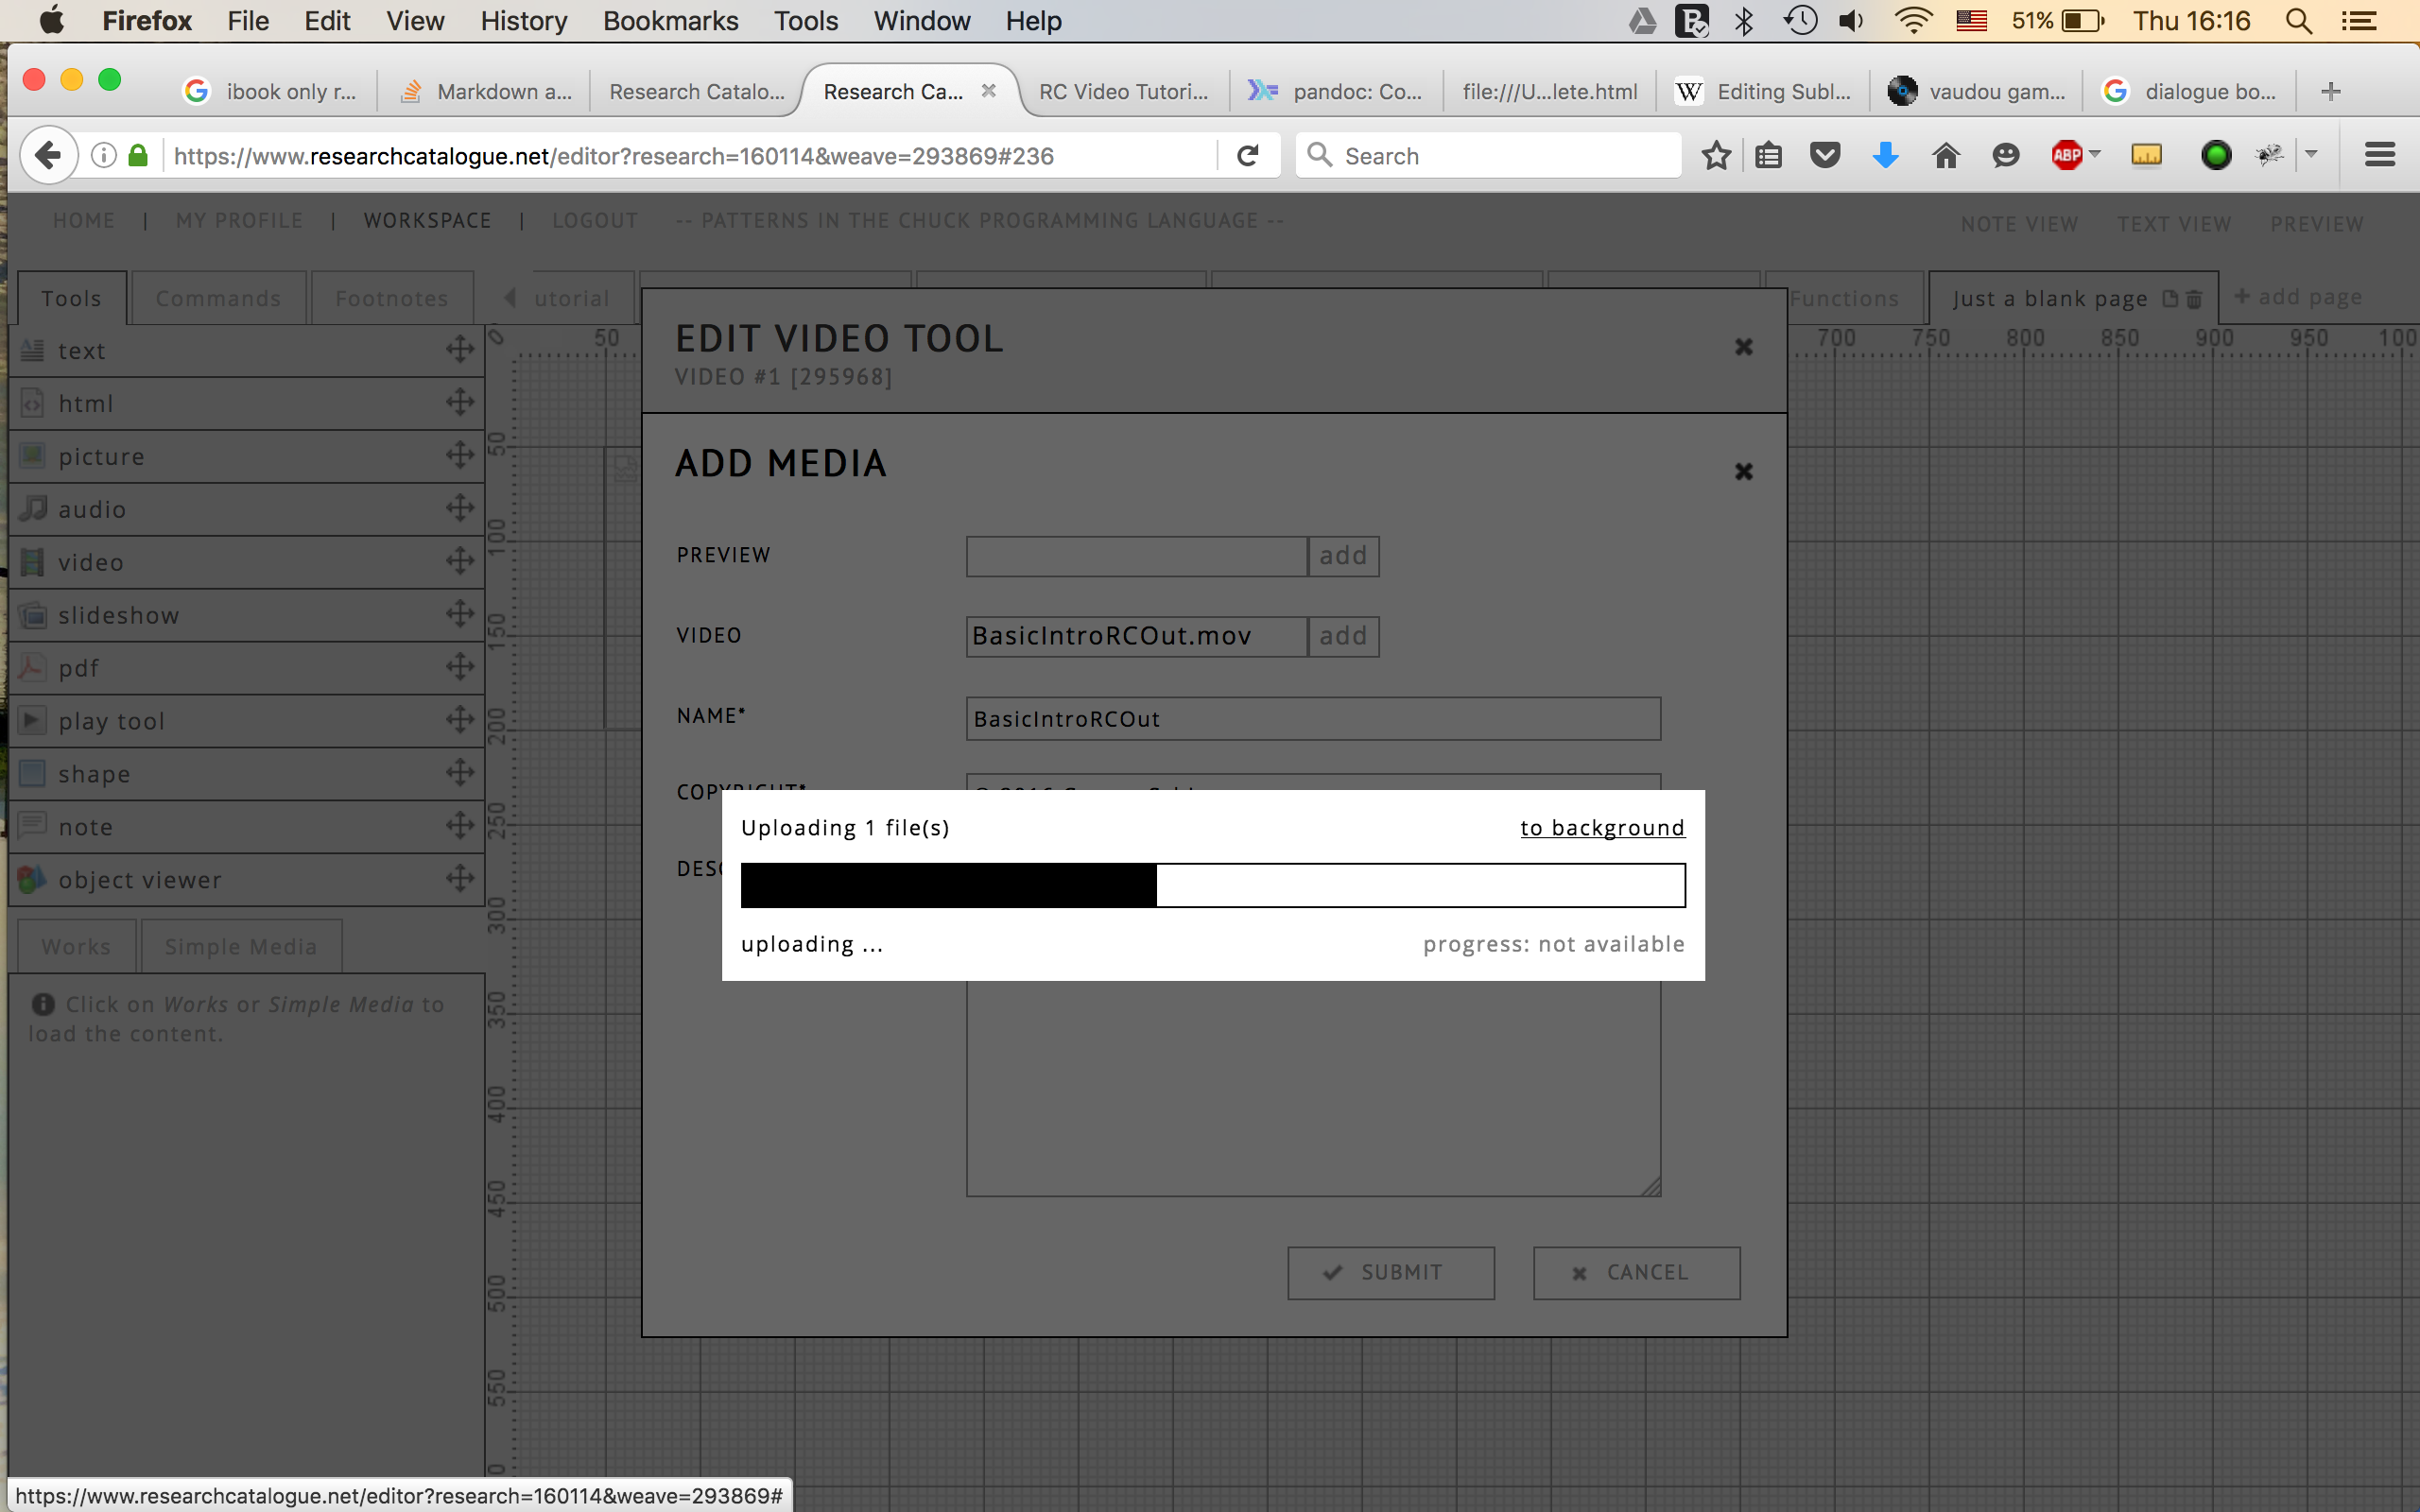 Firefox File Edit View History Bookmarks Tools Window Help 51% Thu 16:16
ibook only r... Markdown a... Research Catalo... Research Ca... RC Video Tutori... pandoc: Co... file:///U...lete.html Editing Subl... vaudou gam... dialogue bo...
https://www.researchcatalogue.net/editor?research=160114&weave=293869#236 Search ABP
HOME | MY PROFILE | WORKSPACE | LOGOUT -- PATTERNS IN THE CHUCK PROGRAMMING LANGUAGE -- NOTE VIEW TEXT VIEW PREVIEW
Tools Commands Footnotes utorial Functions Just a blank page + add page
0 50 700 750 800 850 900 950 100
EDIT VIDEO TOOL
VIDEO #1 [295968]
text
html
picture
audio
video
slideshow
pdf
play tool
shape
note
object viewer
50
100
150
200
250
300
350
400
450
500
550
ADD MEDIA
PREVIEW add
VIDEO BasicIntroRCOut.mov add
NAME* BasicIntroRCOut
COPYRIGHT*
DESC
Uploading 1 file(s) to background
uploading ... progress: not available
Works Simple Media
Click on Works or Simple Media to
load the content.
SUBMIT CANCEL
https://www.researchcatalogue.net/editor?research=160114&weave=293869#